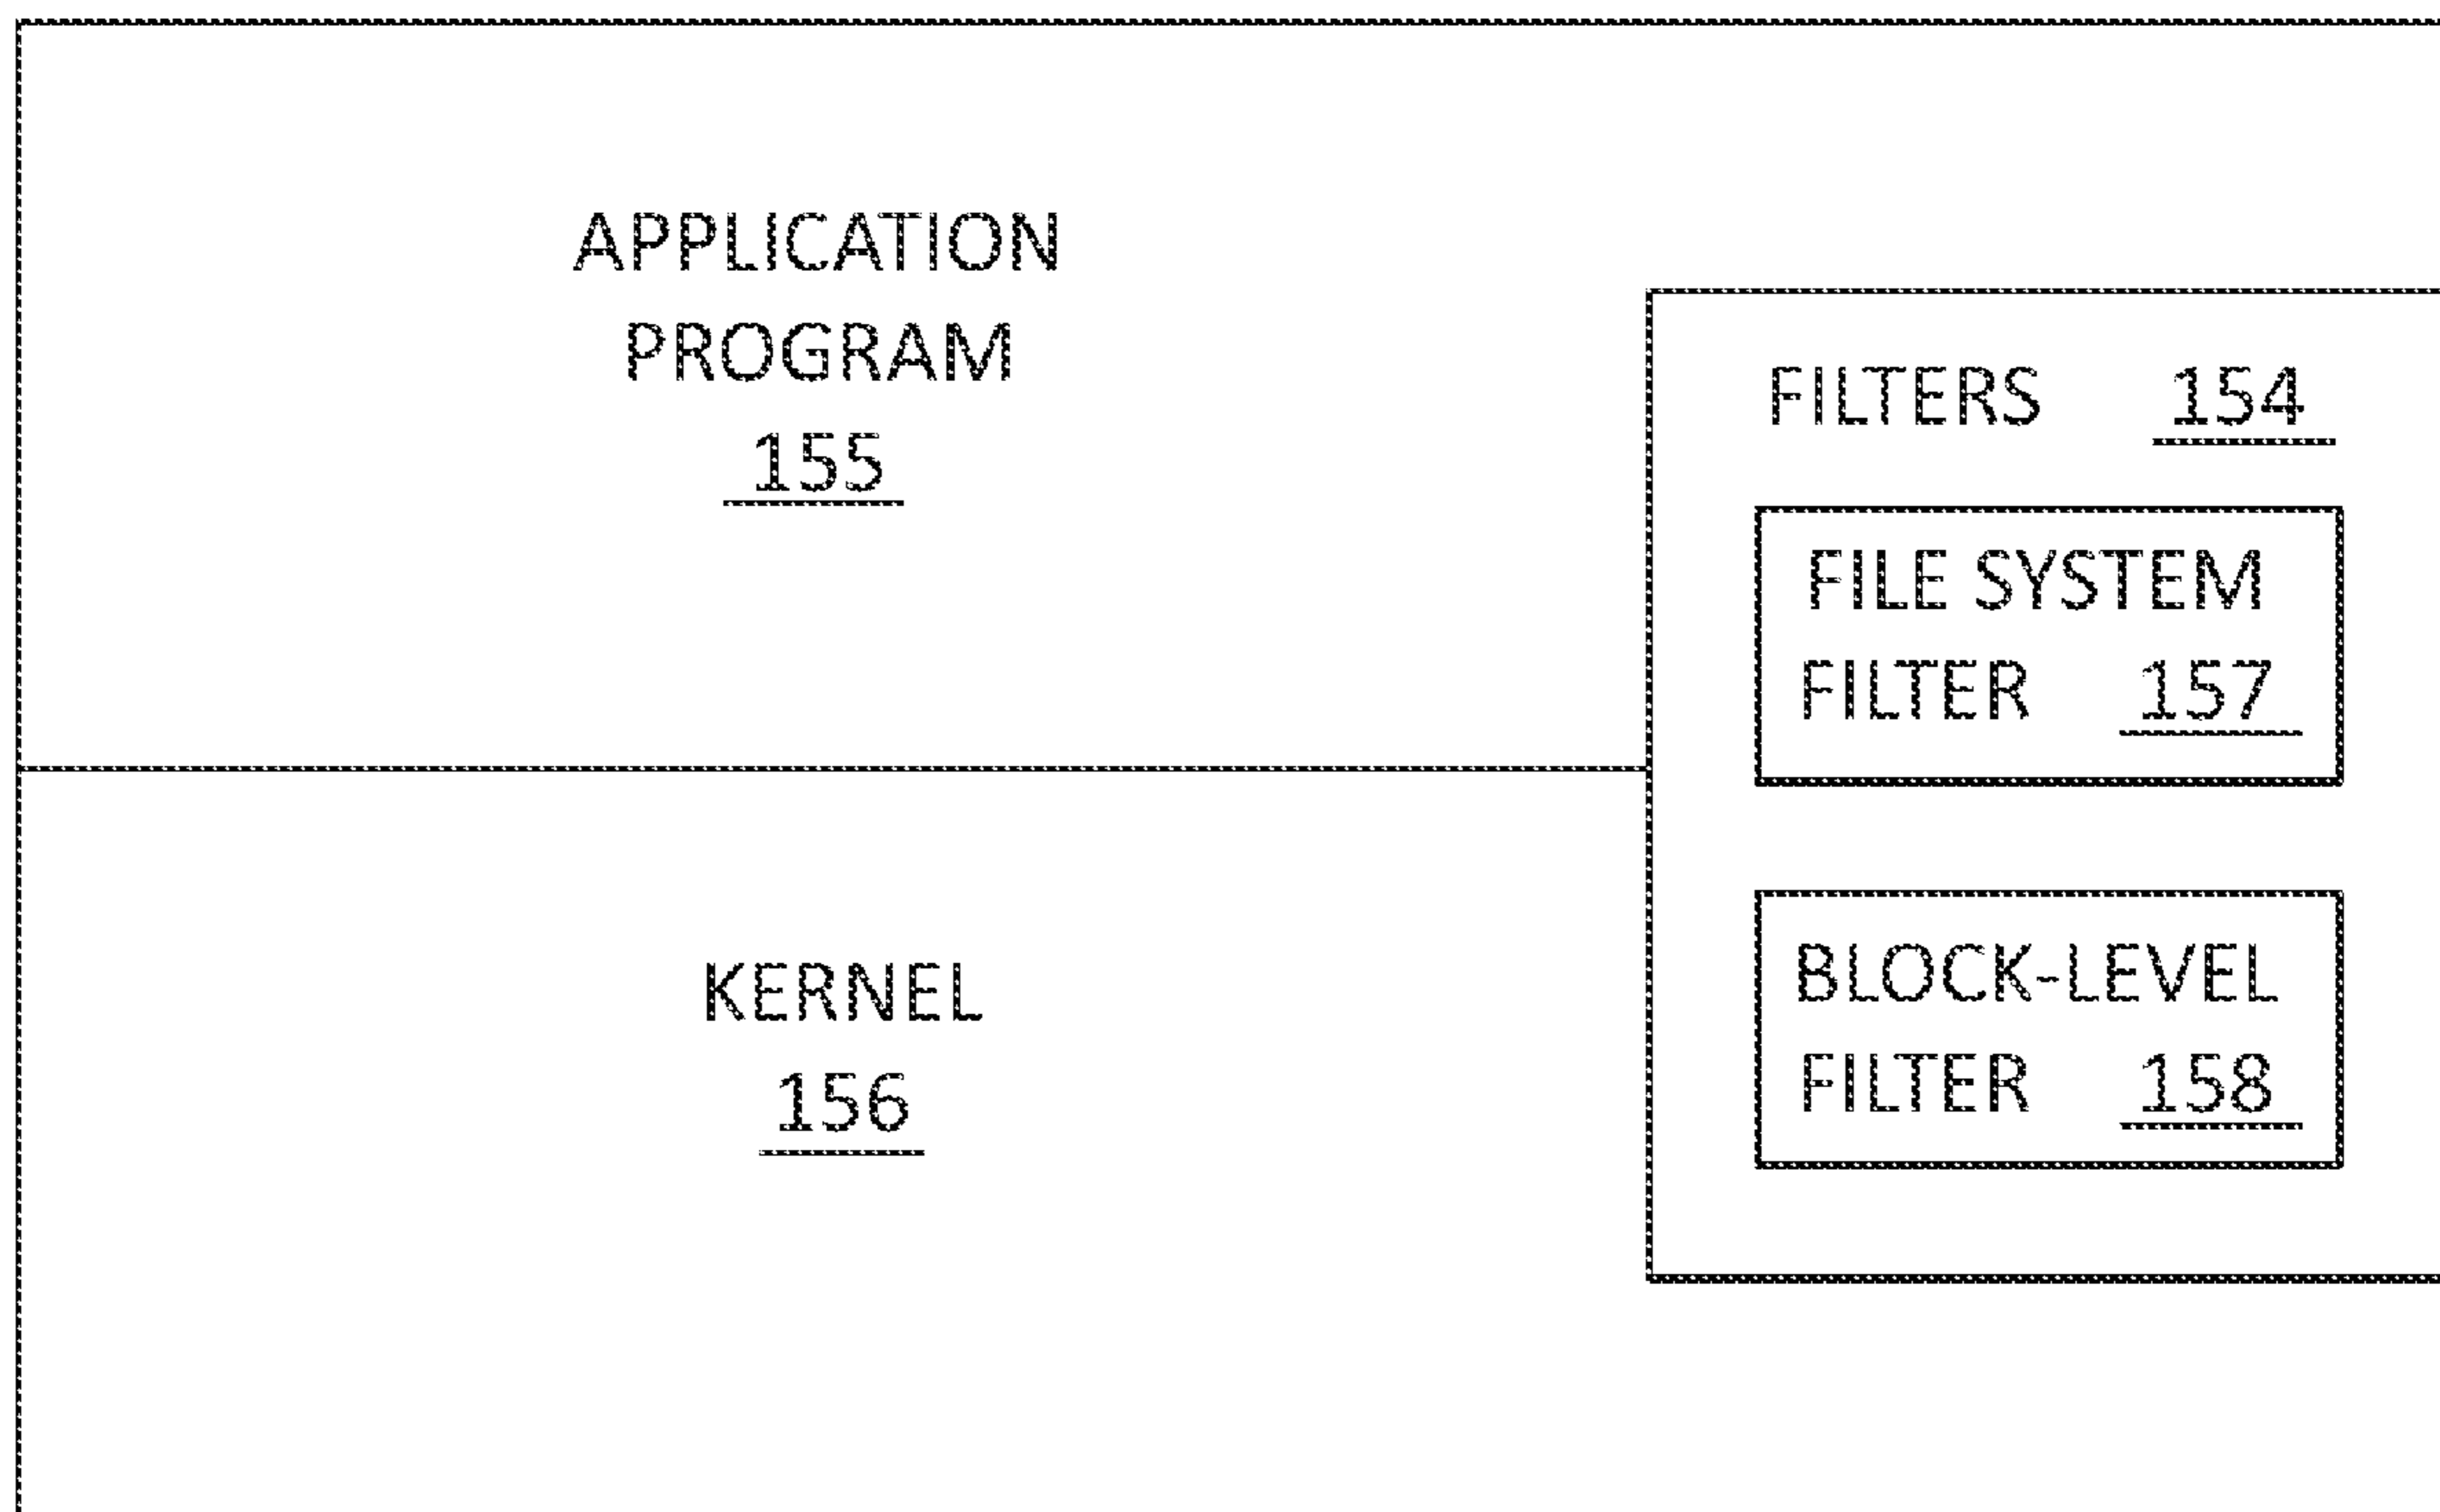 APPLICATION
PROGRAM
155
FILTERS 154
FILE SYSTEM
FILTER 157
KERNEL
156
BLOCK-LEVEL
FILTER 158